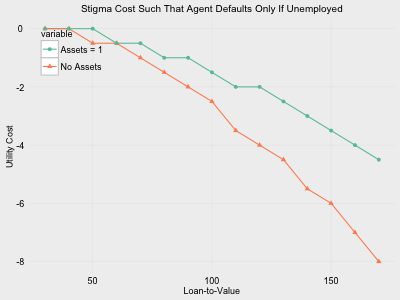 Stigma Cost Such That Agent Defaults Only If Unemployed
0
variable
Assets = 1
No Assets
-2
-4
-6
-8
Utility Cost
50
100
150
Loan-to-Value